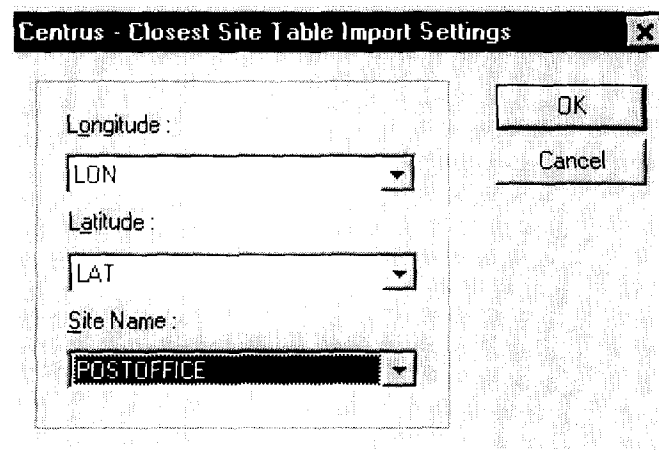 Centrus - Closest Site Table Import Settings
OK
Longitude :
Cancel
LON
Latitude :
LAT
Site Name :
POSTOFFICE